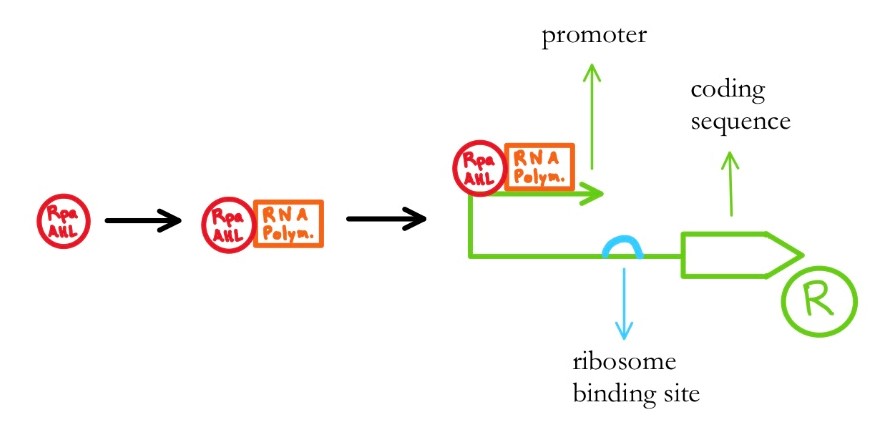 promoter
coding
sequence
Rpa
AHL
RNA
Polym.
Rpa
AHL
RNA
Polym.
Rpa
AHL
R
ribosome
binding site